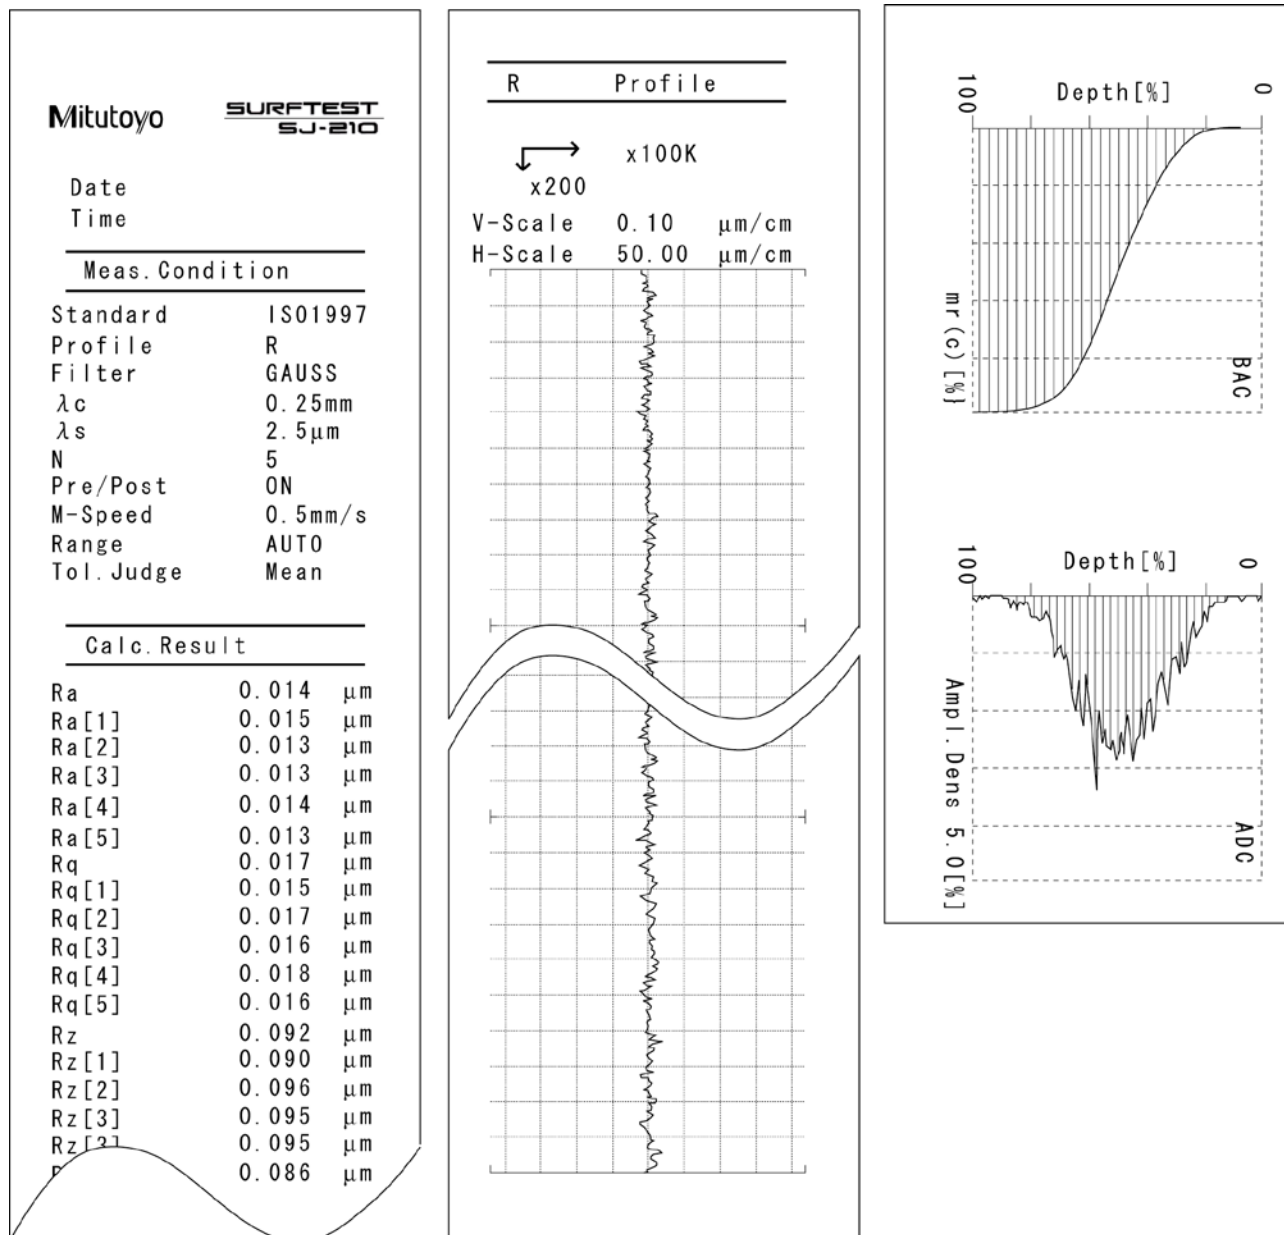 Mitutoyo
SURFTEST
SJ-210
Date
Time
Meas.Condition
Standard ISO1997
Profile R
Filter GAUSS
λc 0.25mm
λs 2.5μm
N 5
Pre/Post ON
M-Speed 0.5mm/s
Range AUTO
Tol.Judge Mean
Calc.Result
Ra 0.014 μm
Ra[1] 0.015 μm
Ra[2] 0.013 μm
Ra[3] 0.013 μm
Ra[4] 0.014 μm
Ra[5] 0.013 μm
Rq 0.017 μm
Rq[1] 0.015 μm
Rq[2] 0.017 μm
Rq[3] 0.016 μm
Rq[4] 0.018 μm
Rq[5] 0.016 μm
Rz 0.092 μm
Rz[1] 0.090 μm
Rz[2] 0.096 μm
Rz[3] 0.095 μm
Rz[3] 0.095 μm
0.086 μm
R Profile
x100K
x200
V-Scale 0.10 μm/cm
H-Scale 50.00 μm/cm
100 Depth[%] 0
mr(c)[%]
BAC
100 Depth[%] 0
Ampl.Dens 5.0[%]
ADC